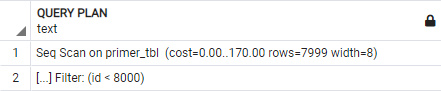 QUERY PLAN
text
1 Seq Scan on primer_tbl (cost=0.00..170.00 rows=7999 width=8)
2 [...] Filter: (id < 8000)